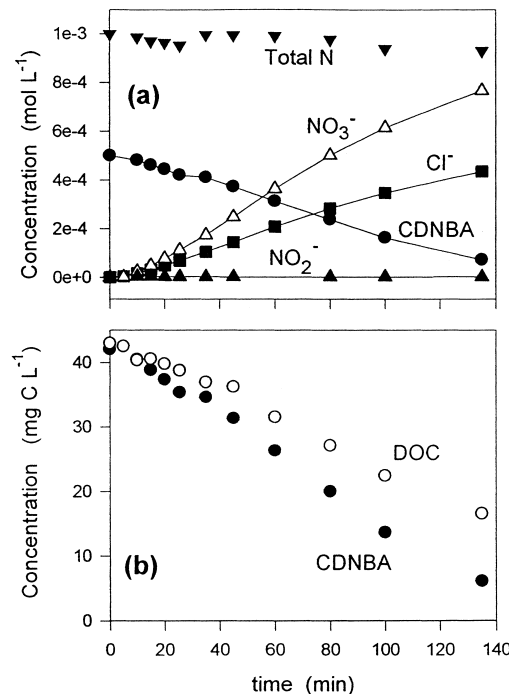 1e-3
Total N
(a)
8e-4
NO3-
6e-4
Cl-
4e-4
CDNBA
2e-4
NO2-
0e+0
Concentration (mol L-1)
40
30
DOC
20
CDNBA
10
(b)
0
Concentration (mg C L-1)
0 20 40 60 80 100 120 140
time (min)